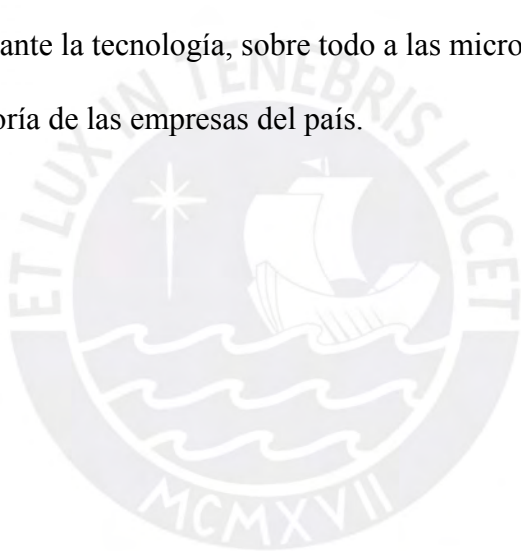 ante la tecnología, sobre todo a las micro
oría de las empresas del país.
ET LUX IN TENEBRIS LUCET
MCMXVII